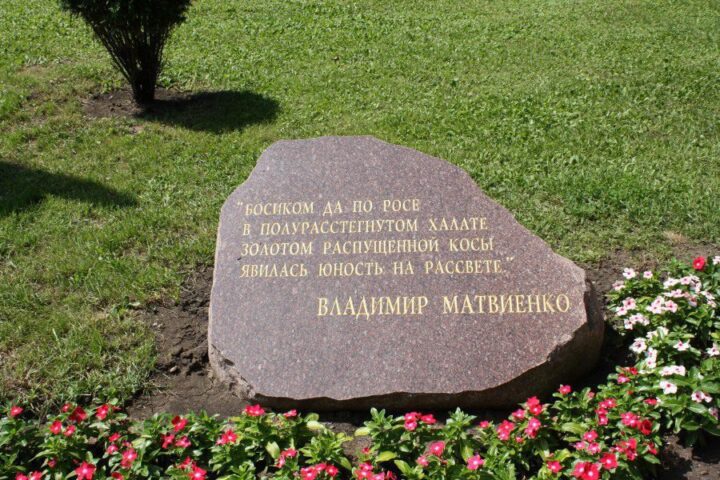 "БОСИКОМ ДА ПО РОСЕ
В ПОЛУРАССТЕГНУТОМ ХАЛАТЕ
ЗОЛОТОМ РАСПУЩЕННОЙ КОСЫ
ЯВИЛАСЬ ЮНОСТЬ НА РАССВЕТЕ."
ВЛАДИМИР МАТВИЕНКО